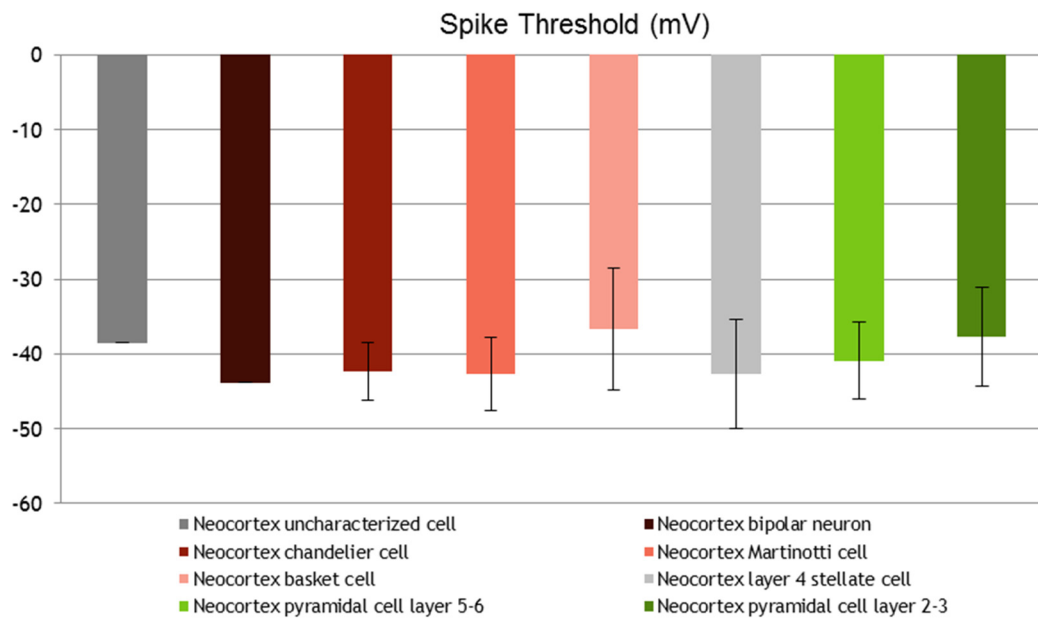 Spike Threshold (mV)
0
-10
-20
-30
-40
-50
-60
Neocortex uncharacterized cell
Neocortex bipolar neuron
Neocortex chandelier cell
Neocortex Martinotti cell
Neocortex basket cell
Neocortex layer 4 stellate cell
Neocortex pyramidal cell layer 5-6
Neocortex pyramidal cell layer 2-3